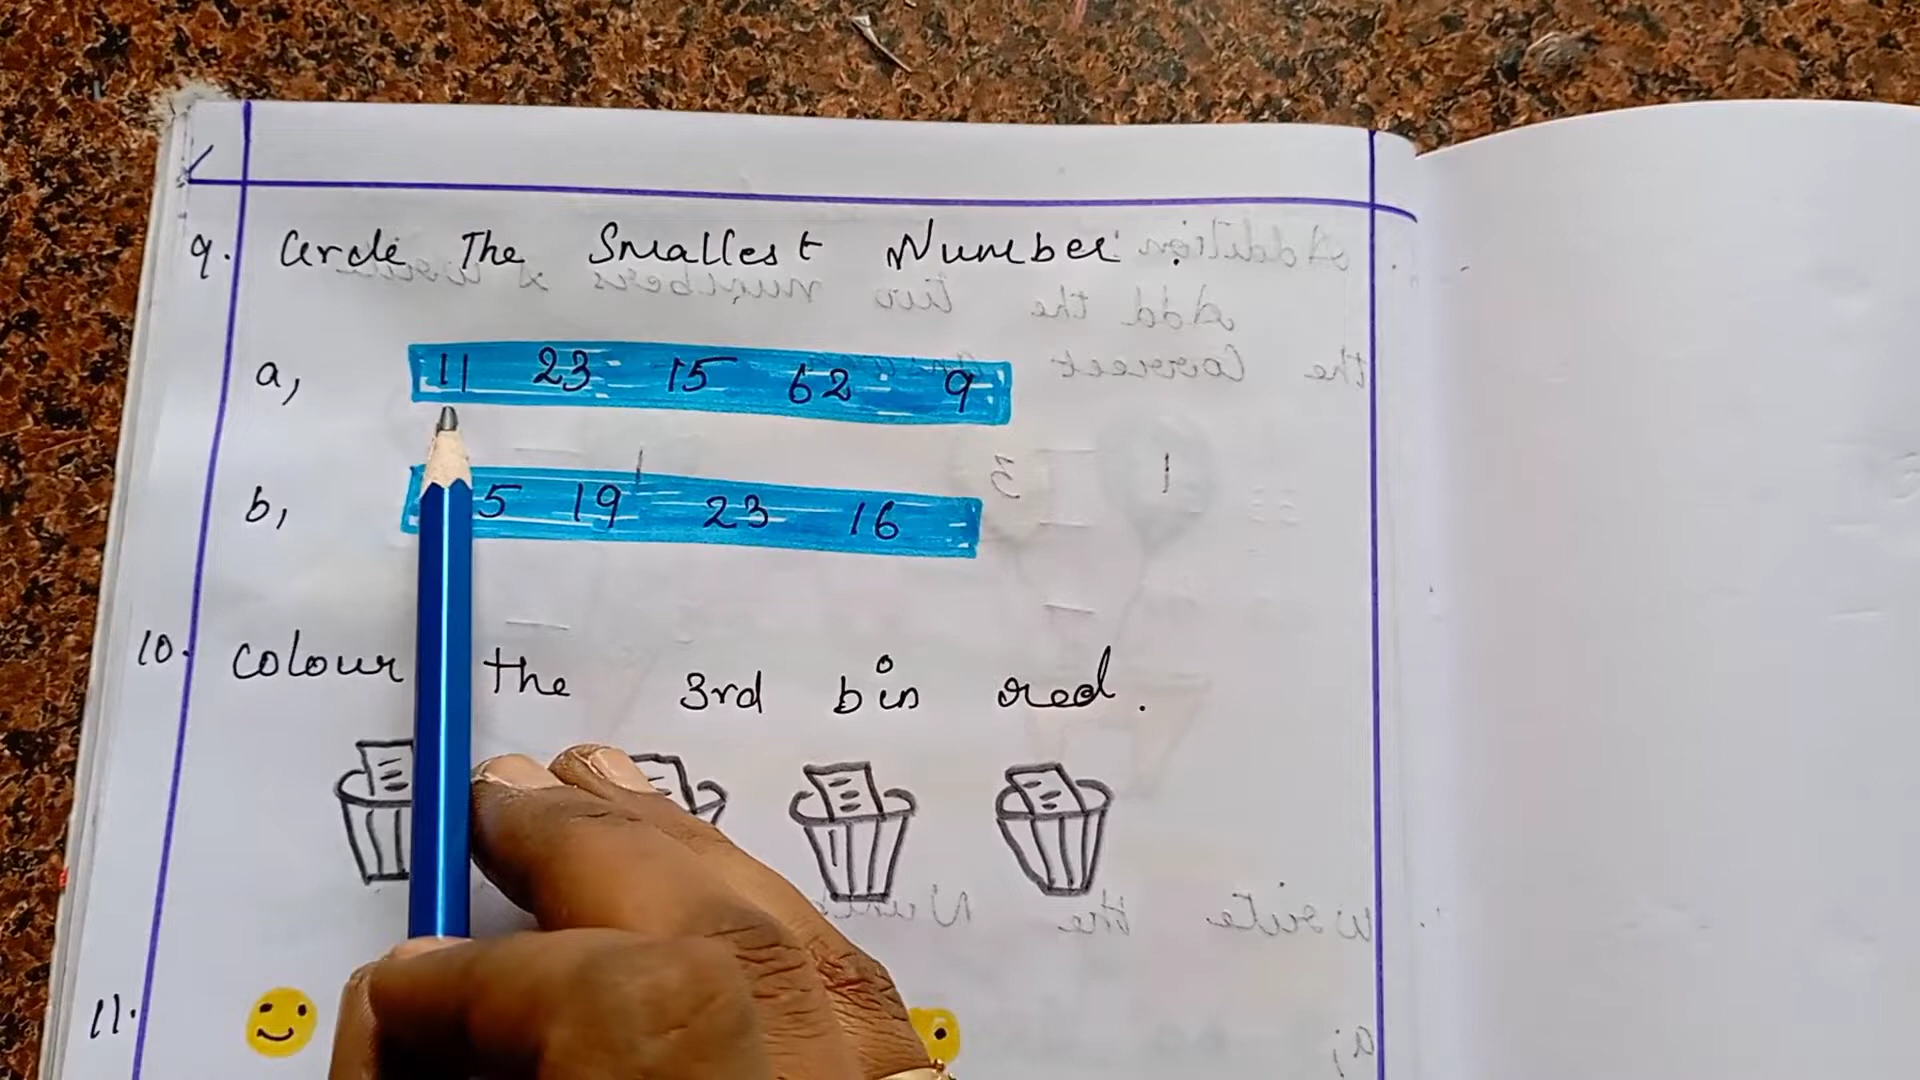 9. Circle The Smallest Number.
a, 11 23 15 62 9
b, 5 19 23 16
10. colour the 3rd bin red.
11.